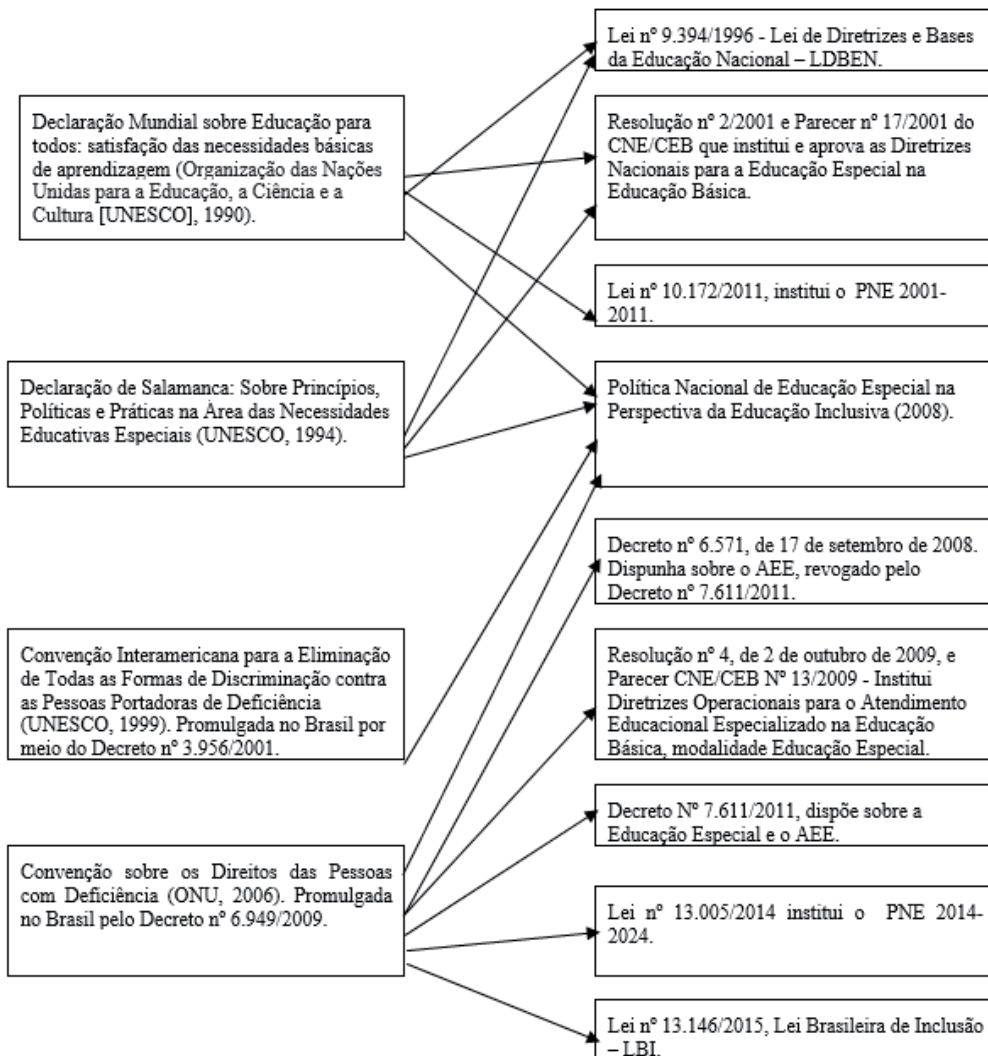 Declaração Mundial sobre Educação para
todos: satisfação das necessidades básicas
de aprendizagem (Organização das Nações
Unidas para a Educação, a Ciência e a
Cultura [UNESCO], 1990).
Declaração de Salamanca: Sobre Princípios,
Políticas e Práticas na Área das Necessidades
Educativas Especiais (UNESCO, 1994).
Convenção Interamericana para a Eliminação
de Todas as Formas de Discriminação contra
as Pessoas Portadoras de Deficiência
(UNESCO, 1999). Promulgada no Brasil por
meio do Decreto nº 3.956/2001.
Convenção sobre os Direitos das Pessoas
com Deficiência (ONU, 2006). Promulgada
no Brasil pelo Decreto nº 6.949/2009.
Lei nº 9.394/1996 - Lei de Diretrizes e Bases
da Educação Nacional – LDBEN.
Resolução nº 2/2001 e Parecer nº 17/2001 do
CNE/CEB que institui e aprova as Diretrizes
Nacionais para a Educação Especial na
Educação Básica.
Lei nº 10.172/2011, institui o PNE 2001-
2011.
Política Nacional de Educação Especial na
Perspectiva da Educação Inclusiva (2008).
Decreto nº 6.571, de 17 de setembro de 2008.
Dispunha sobre o AEE, revogado pelo
Decreto nº 7.611/2011.
Resolução nº 4, de 2 de outubro de 2009, e
Parecer CNE/CEB Nº 13/2009 - Institui
Diretrizes Operacionais para o Atendimento
Educacional Especializado na Educação
Básica, modalidade Educação Especial.
Decreto Nº 7.611/2011, dispõe sobre a
Educação Especial e o AEE.
Lei nº 13.005/2014 institui o PNE 2014-
2024.
Lei nº 13.146/2015, Lei Brasileira de Inclusão
– LBI.